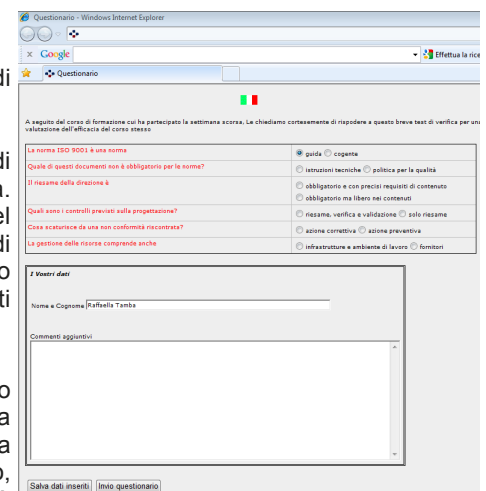 Questionario - Windows Internet Explorer
x Google Effettua la rice
Questionario
di
di
a.
el
di
o
ti
o
a
a
o,
A seguito del corso di formazione cui ha partecipato la settimana scorsa, Le chiediamo cortesemente di rispodere a questo breve test di verifica per una
valutazione dell'efficacia del corso stesso
La norma ISO 9001 è una norma guida cogente
Quale di questi documenti non è obbligatorio per le norme? istruzioni tecniche politica per la qualità
Il riesame della direzione è obbligatorio e con precisi requisiti di contenuto
obbligatorio ma libero nei contenuti
Quali sono i controlli previsti sulla progettazione? riesame, verifica e validazione solo riesame
Cosa scaturisce da una non conformità riscontrata? azione correttiva azione preventiva
La gestione delle risorse comprende anche infrastrutture e ambiente di lavoro fornitori
I Vostri dati
Nome e Cognome Raffaella Tamba
Commenti aggiuntivi
Salva dati inseriti Invio questionario